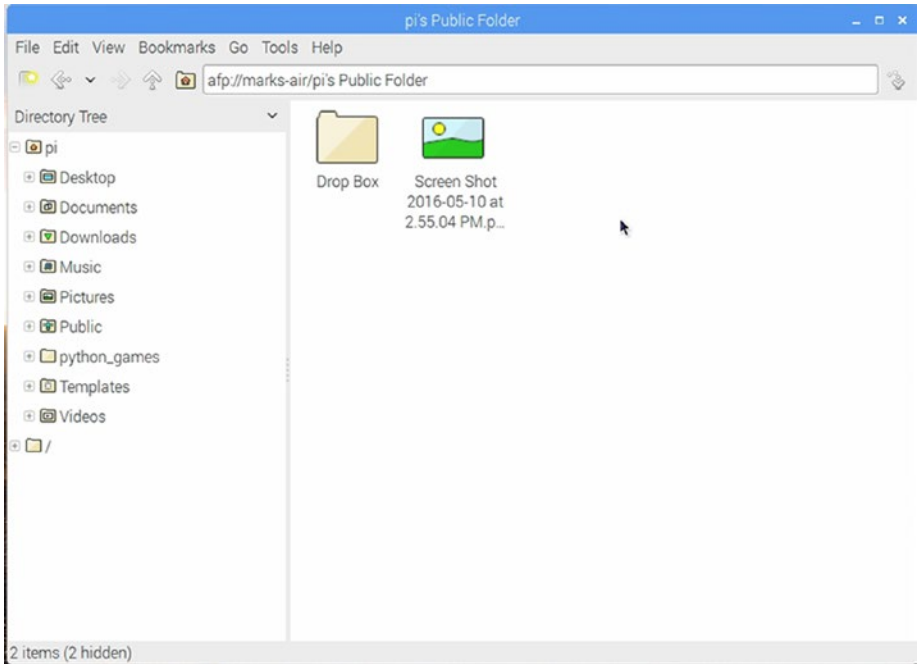 pi's Public Folder
File Edit View Bookmarks Go Tools Help
afp://marks-air/pi's Public Folder
Directory Tree
pi
Desktop
Documents
Downloads
Music
Pictures
Public
python_games
Templates
Videos
/
Drop Box
Screen Shot
2016-05-10 at
2.55.04 PM.p...
2 items (2 hidden)